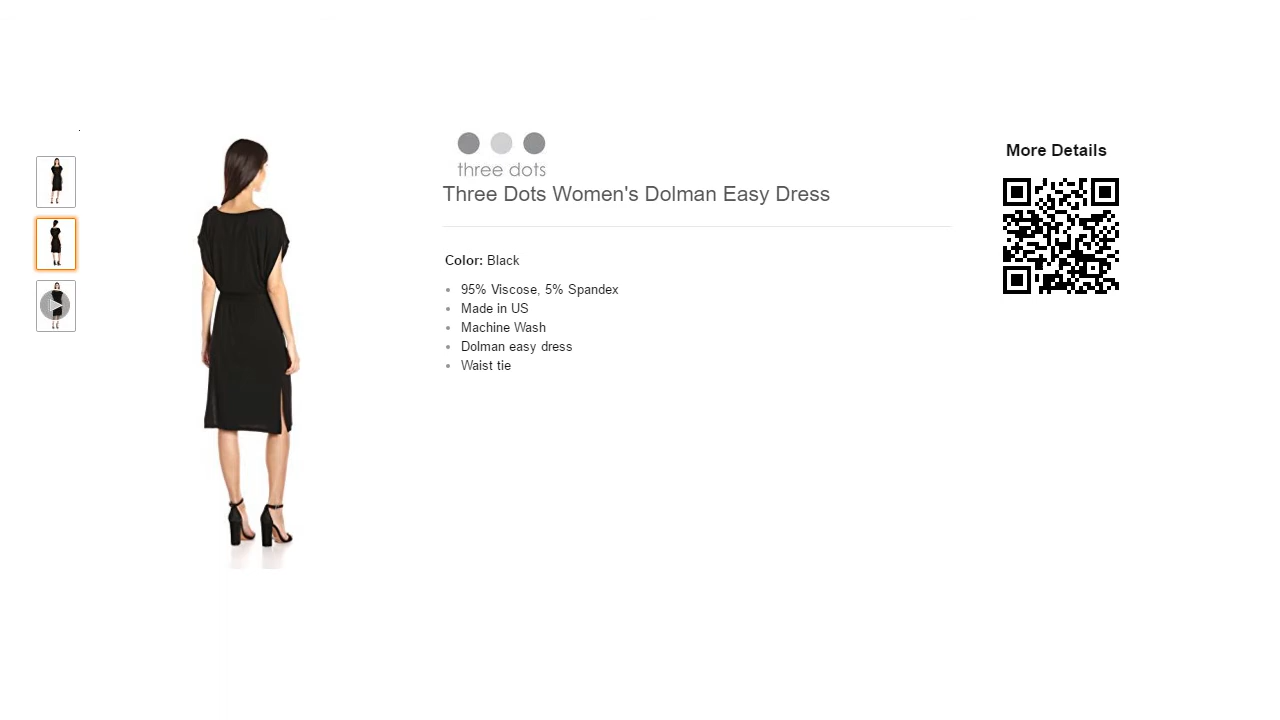 three dots
Three Dots Women's Dolman Easy Dress
More Details
Color: Black
95% Viscose, 5% Spandex
Made in US
Machine Wash
Dolman easy dress
Waist tie